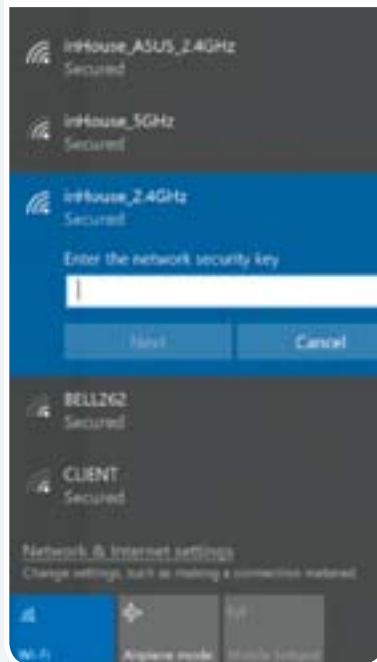 inHouse_ASUS_2.4GHz
Secured
inHouse_5GHz
Secured
inHouse_2.4GHz
Secured
Enter the network security key
Next
Cancel
BELL262
Secured
CLIENT
Secured
Network & Internet settings
Change settings, such as making a connection metered.
Wi-Fi
Airplane mode
Mobile hotspot